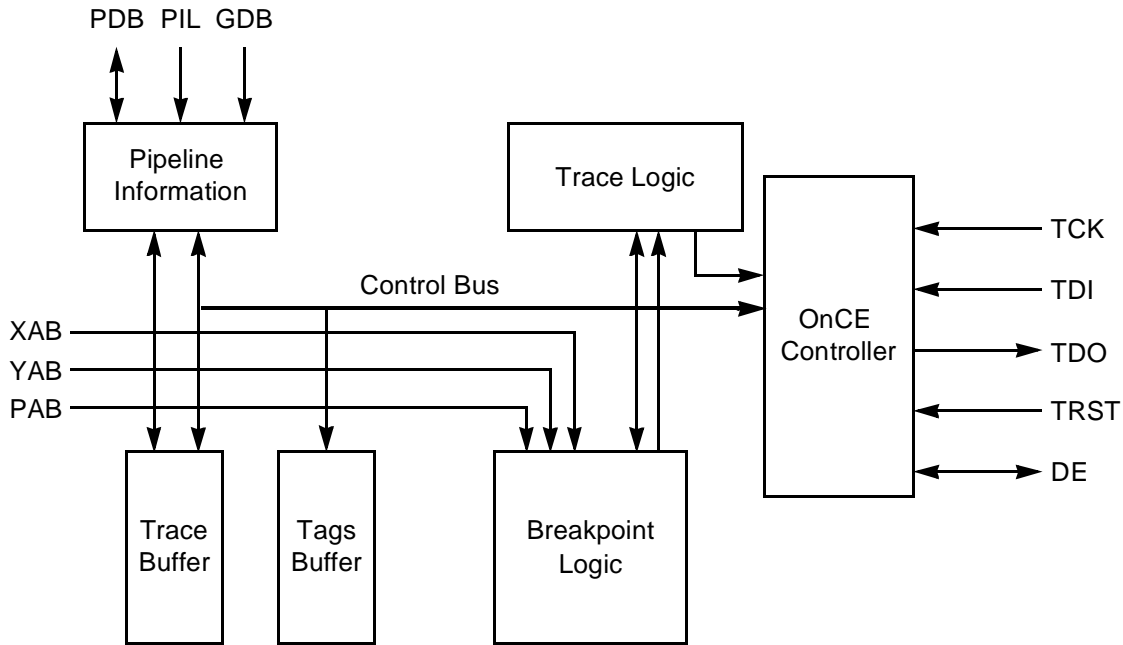 PDB PIL GDB
Pipeline
Information
Trace Logic
TCK
Control Bus
TDI
OnCE
Controller
XAB
TDO
YAB
PAB
TRST
DE
Trace
Buffer
Tags
Buffer
Breakpoint
Logic